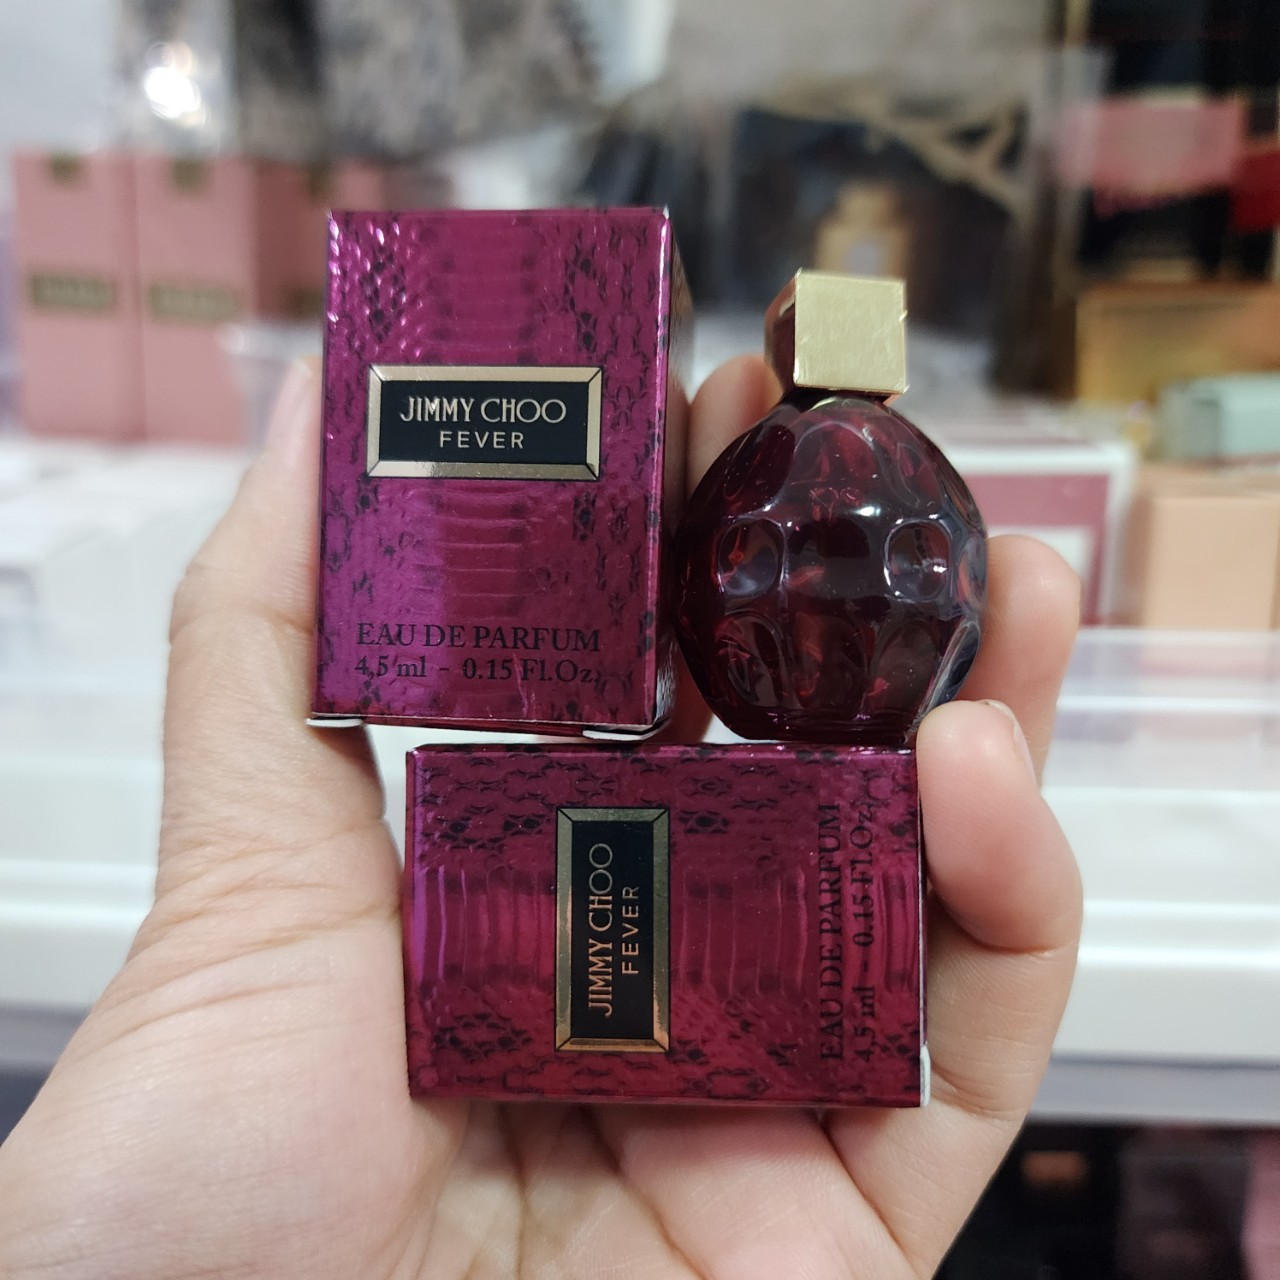 JIMMY CHOO
FEVER
EAU DE PARFUM
4,5 ml - 0.15 Fl.Oz.
JIMMY CHOO
FEVER
EAU DE PARFUM
4,5 ml - 0.15 Fl.Oz.